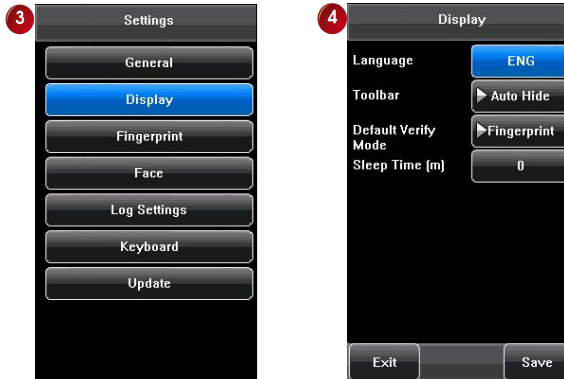 3
Settings
General
Display
Fingerprint
Face
Log Settings
Keyboard
Update
4
Display
Language ENG
Toolbar Auto Hide
Default Verify Fingerprint
Mode
Sleep Time (m) 0
Exit Save